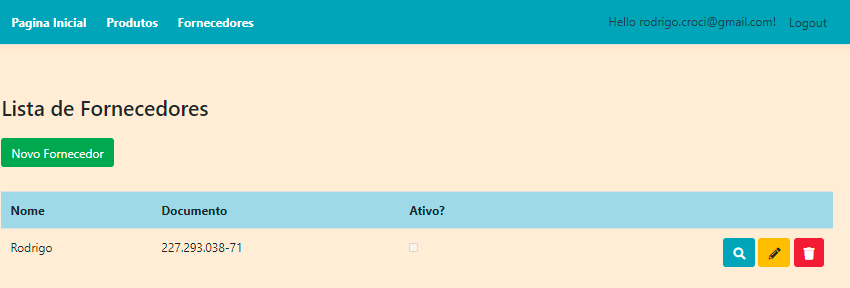 Pagina Inicial Produtos Fornecedores Hello rodrigo.croci@gmail.com! Logout
Lista de Fornecedores
Novo Fornecedor
Nome Documento Ativo?
Rodrigo 227.293.038-71